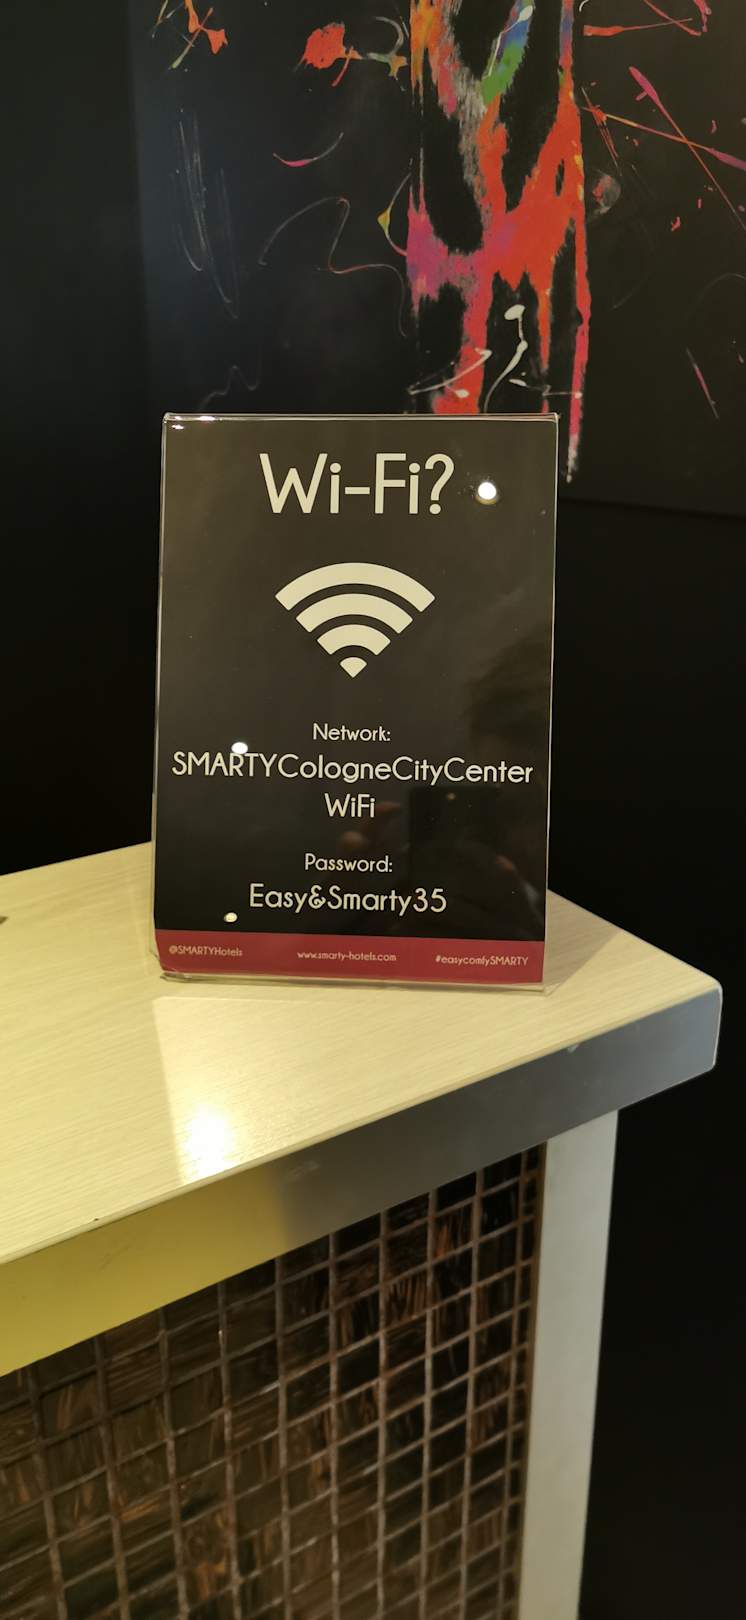 Wi-Fi?
Network:
SMARTYCologneCityCenter
WiFi
Password:
Easy&Smarty35
@SMARTYHotels www.smarty-hotels.com #easycomfySMARTY